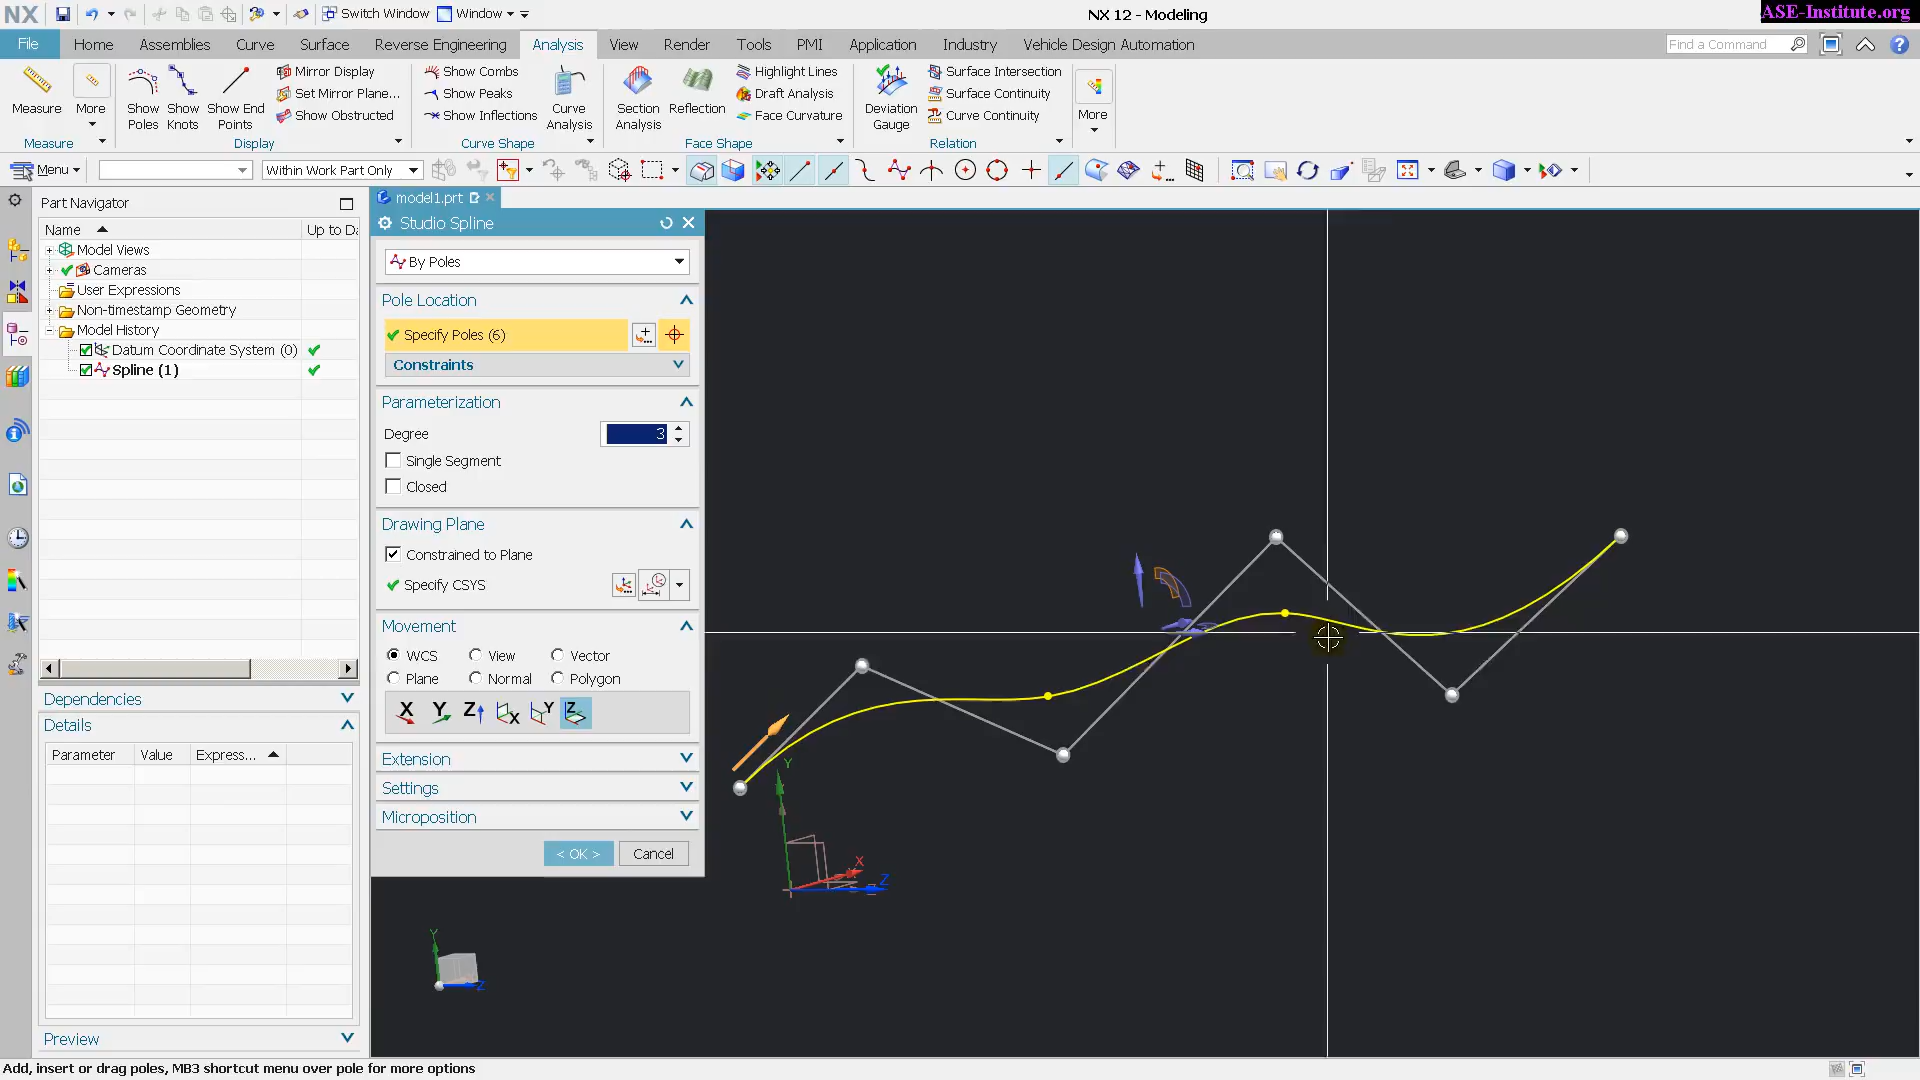 NX
Switch Window
Window
NX 12 - Modeling
ASE-Institute.org
File
Home
Assemblies
Curve
Surface
Reverse Engineering
Analysis
View
Render
Tools
PMI
Application
Industry
Vehicle Design Automation
Find a Command
Measure
More
Measure
Show Poles
Show Knots
Show End Points
Mirror Display
Set Mirror Plane...
Show Obstructed
Display
Show Combs
Show Peaks
Show Inflections
Curve Analysis
Curve Shape
Section Analysis
Reflection
Highlight Lines
Draft Analysis
Face Curvature
Face Shape
Deviation Gauge
Surface Intersection
Surface Continuity
Curve Continuity
Relation
More
Menu
Within Work Part Only
Part Navigator
Name
Up to Da
Model Views
Cameras
User Expressions
Non-timestamp Geometry
Model History
Datum Coordinate System (0)
Spline (1)
Dependencies
Details
Parameter
Value
Express...
Preview
model1.prt
Studio Spline
By Poles
Pole Location
Specify Poles (6)
Constraints
Parameterization
Degree
3
Single Segment
Closed
Drawing Plane
Constrained to Plane
Specify CSYS
Movement
WCS
View
Vector
Plane
Normal
Polygon
X
Y
Z
X
Y
Z
Extension
Settings
Microposition
< OK >
Cancel
Y
X
Z
Y
Z
Add, insert or drag poles, MB3 shortcut menu over pole for more options